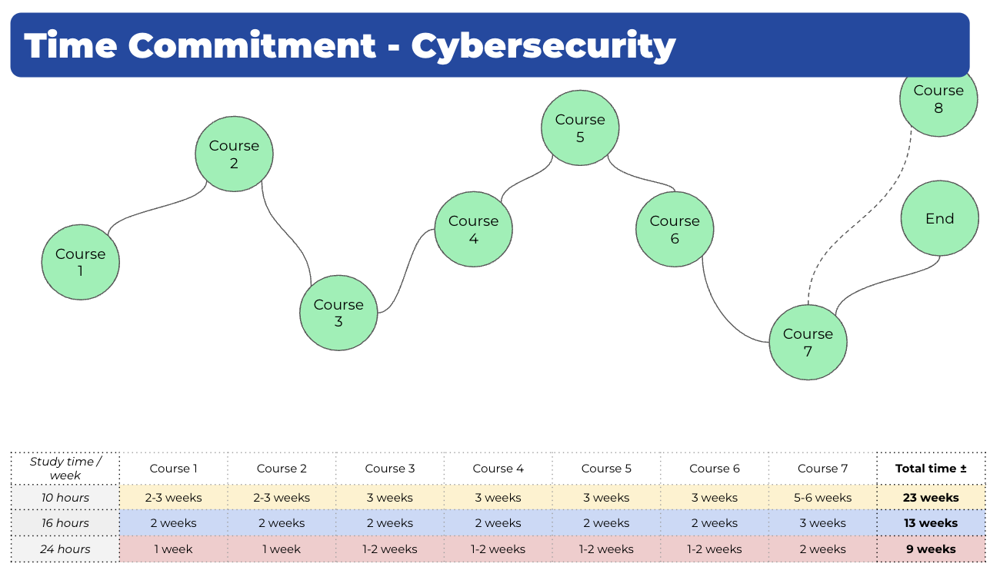 Time Commitment - Cybersecurity
Course
8
Course
5
Course
2
End
Course
4
Course
6
Course
1
Course
3
Course
7
Study time /
week
Course 1
Course 2
Course 3
Course 4
Course 5
Course 6
Course 7
Total time ±
10 hours
2-3 weeks
2-3 weeks
3 weeks
3 weeks
3 weeks
3 weeks
5-6 weeks
23 weeks
16 hours
2 weeks
2 weeks
2 weeks
2 weeks
2 weeks
2 weeks
3 weeks
13 weeks
24 hours
1 week
1 week
1-2 weeks
1-2 weeks
1-2 weeks
1-2 weeks
2 weeks
9 weeks